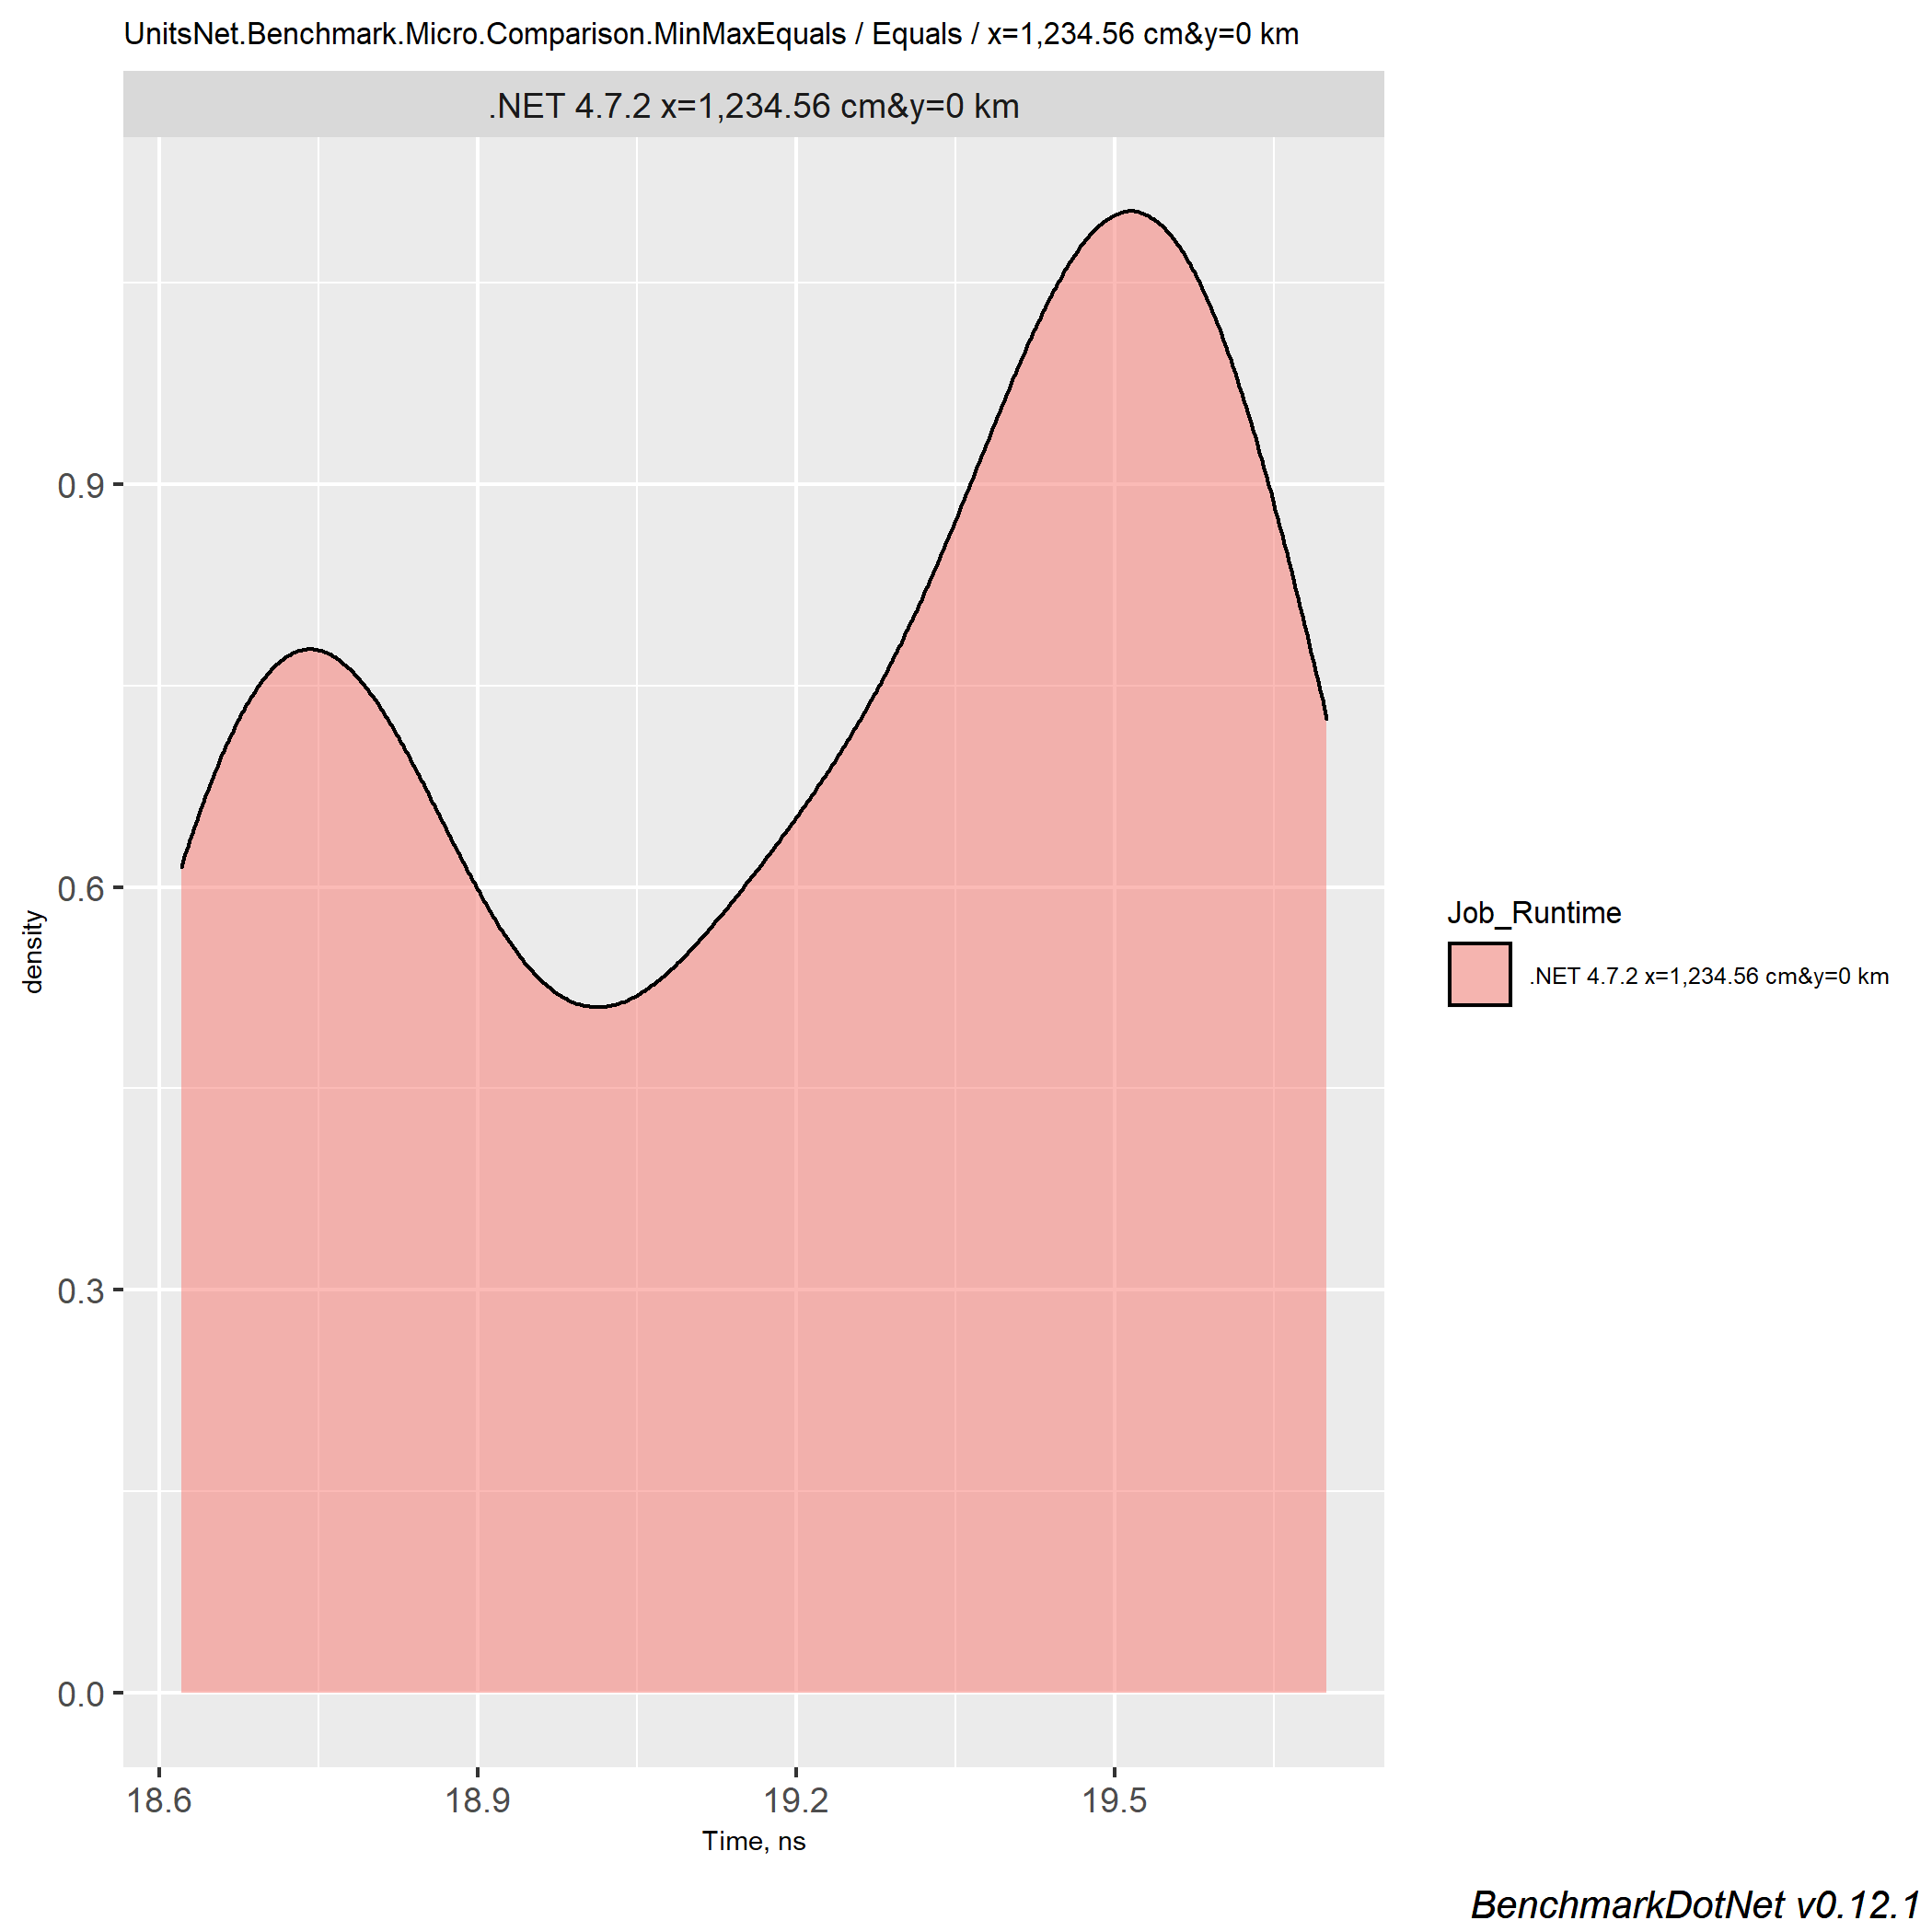 UnitsNet.Benchmark.Micro.Comparison.MinMaxEquals / Equals / x=1,234.56 cm&y=0 km
.NET 4.7.2 x=1,234.56 cm&y=0 km
0.9
0.6
0.3
0.0
density
18.6 18.9 19.2 19.5
Time, ns
Job_Runtime
.NET 4.7.2 x=1,234.56 cm&y=0 km
BenchmarkDotNet v0.12.1